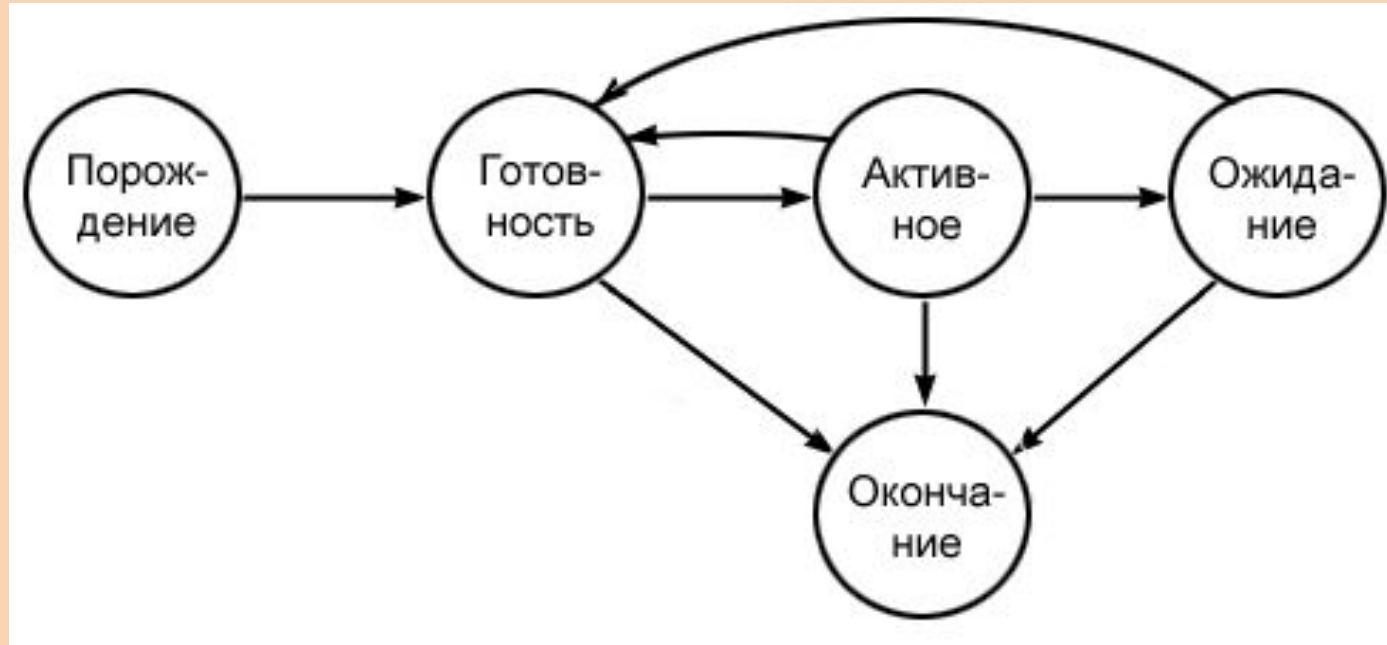 Порож-
дение
Готов-
ность
Актив-
ное
Ожида-
ние
Оконча-
ние